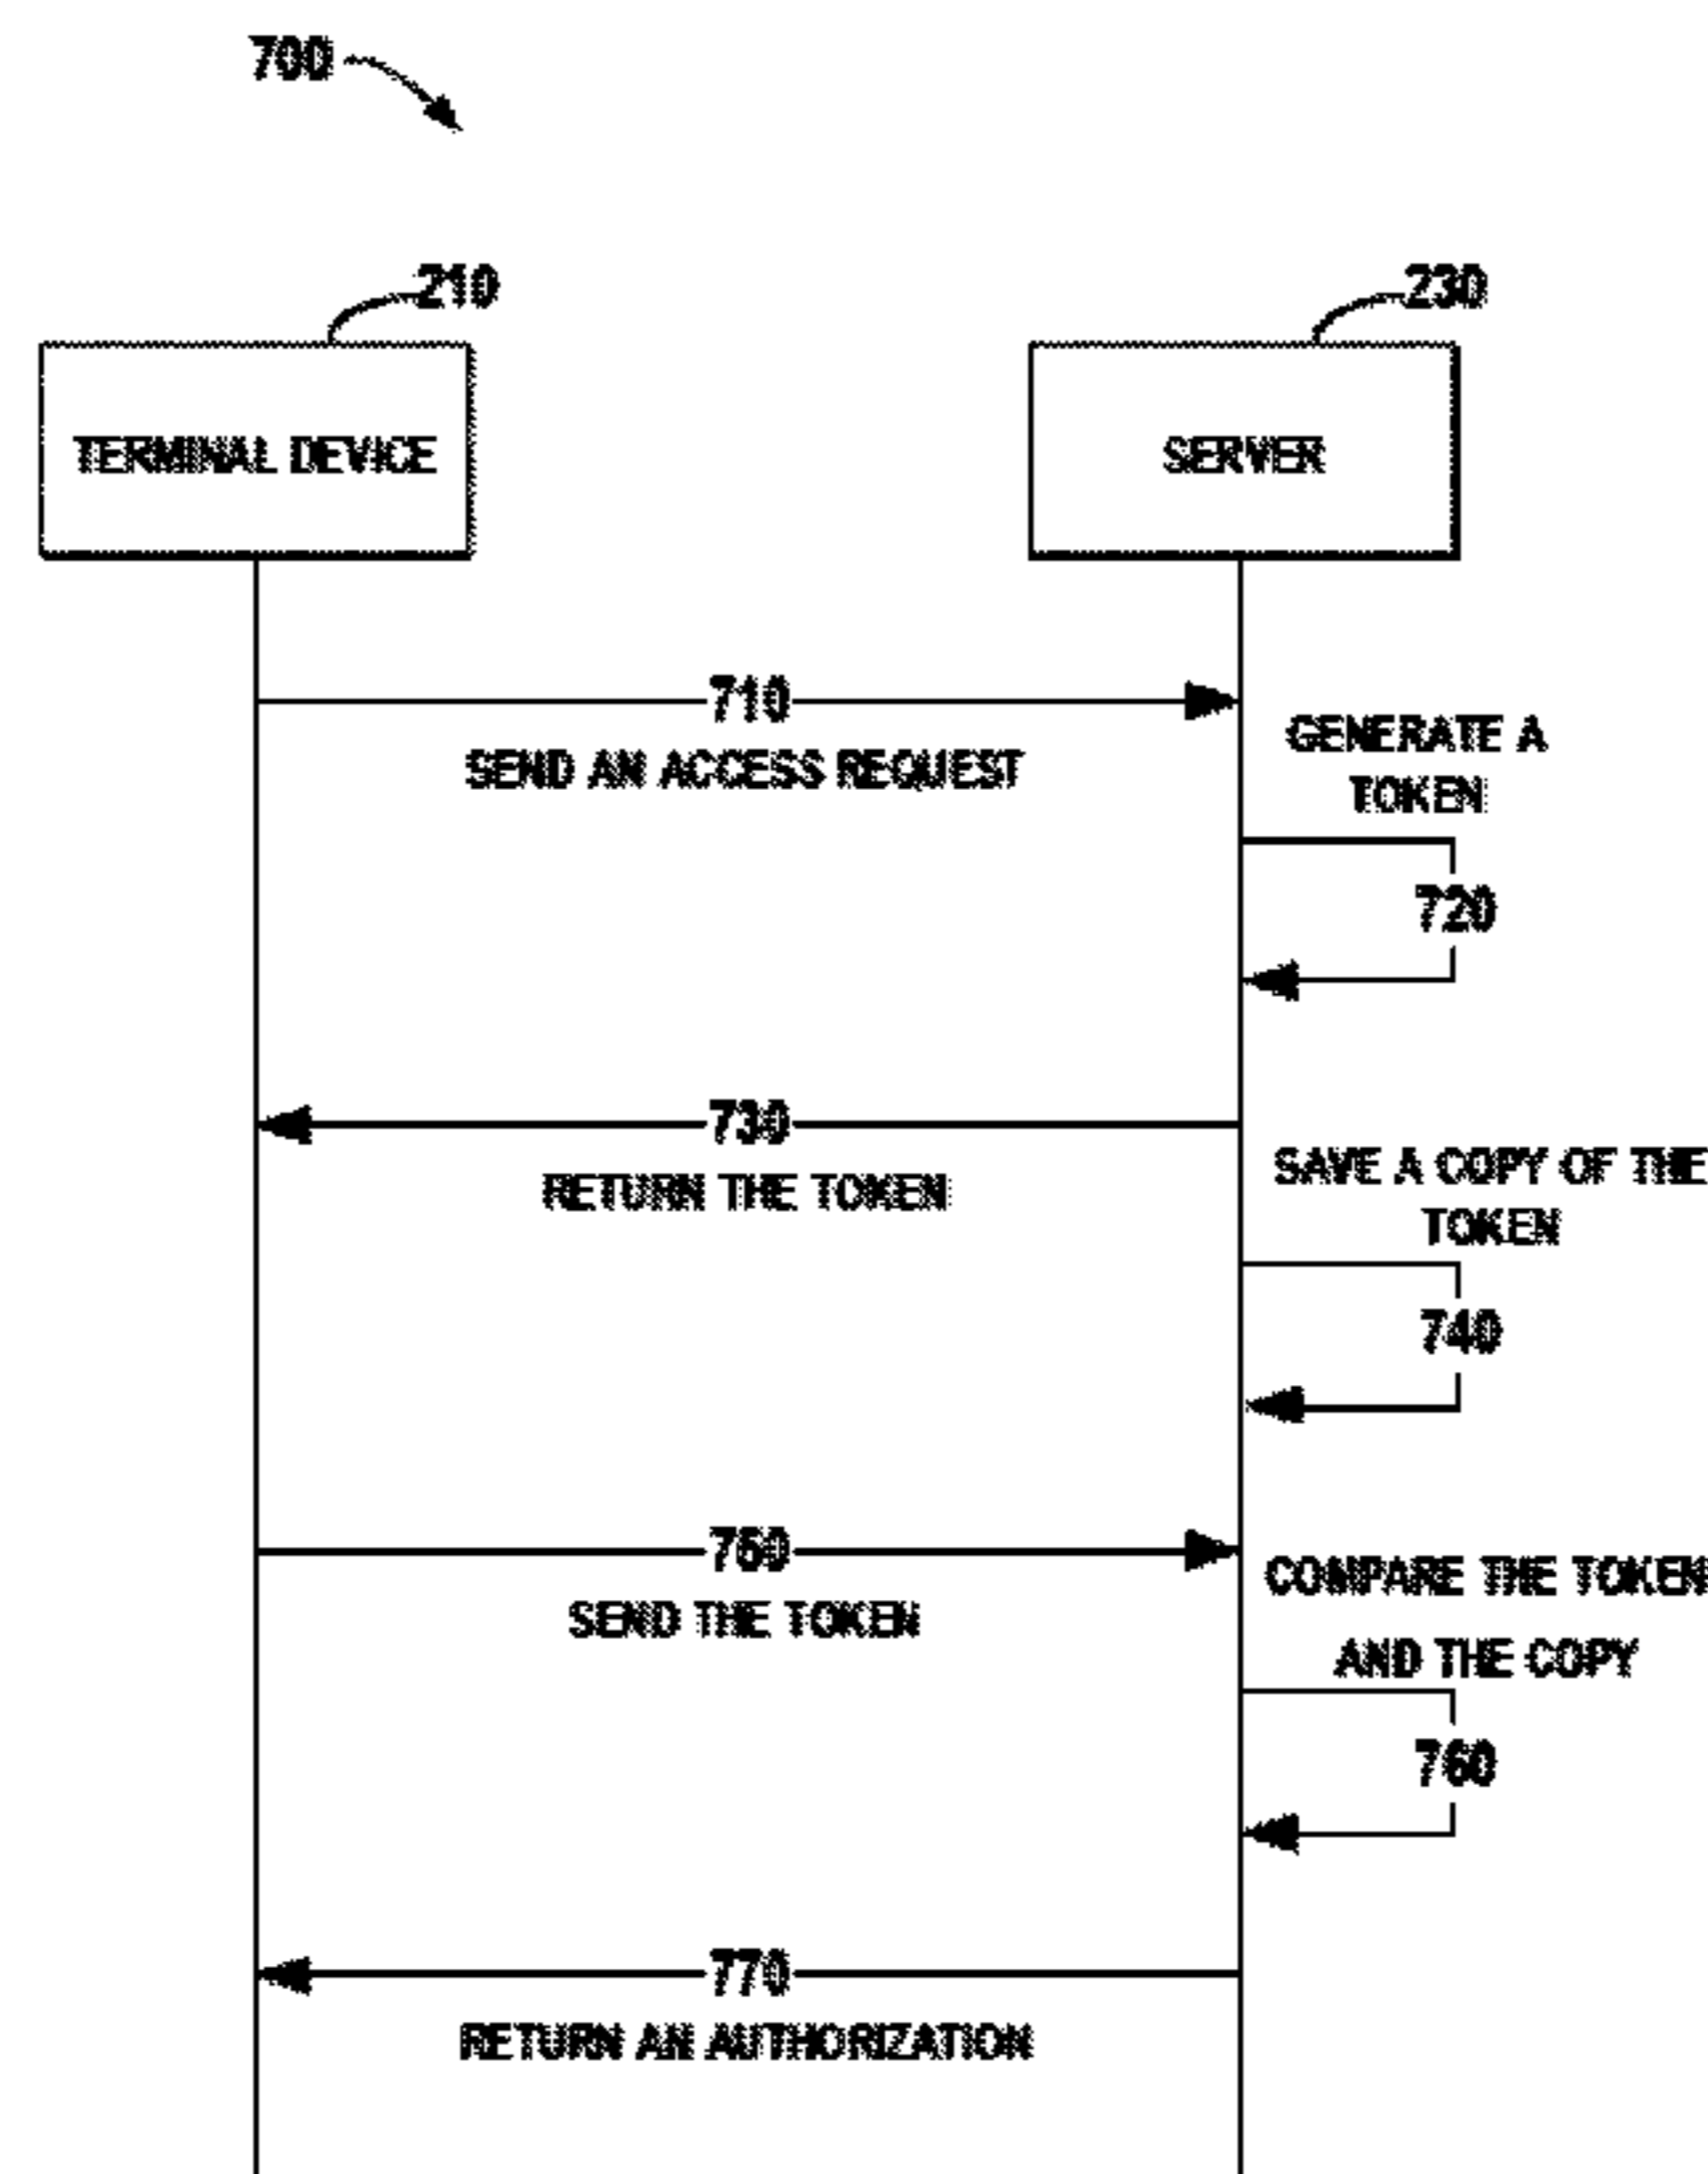 700
210
230
TERMINAL DEVICE
SERVER
710
SEND AN ACCESS REQUEST
GENERATE A
TOKEN
720
730
RETURN THE TOKEN
SAVE A COPY OF THE
TOKEN
740
750
SEND THE TOKEN
COMPARE THE TOKEN
AND THE COPY
760
770
RETURN AN AUTHORIZATION